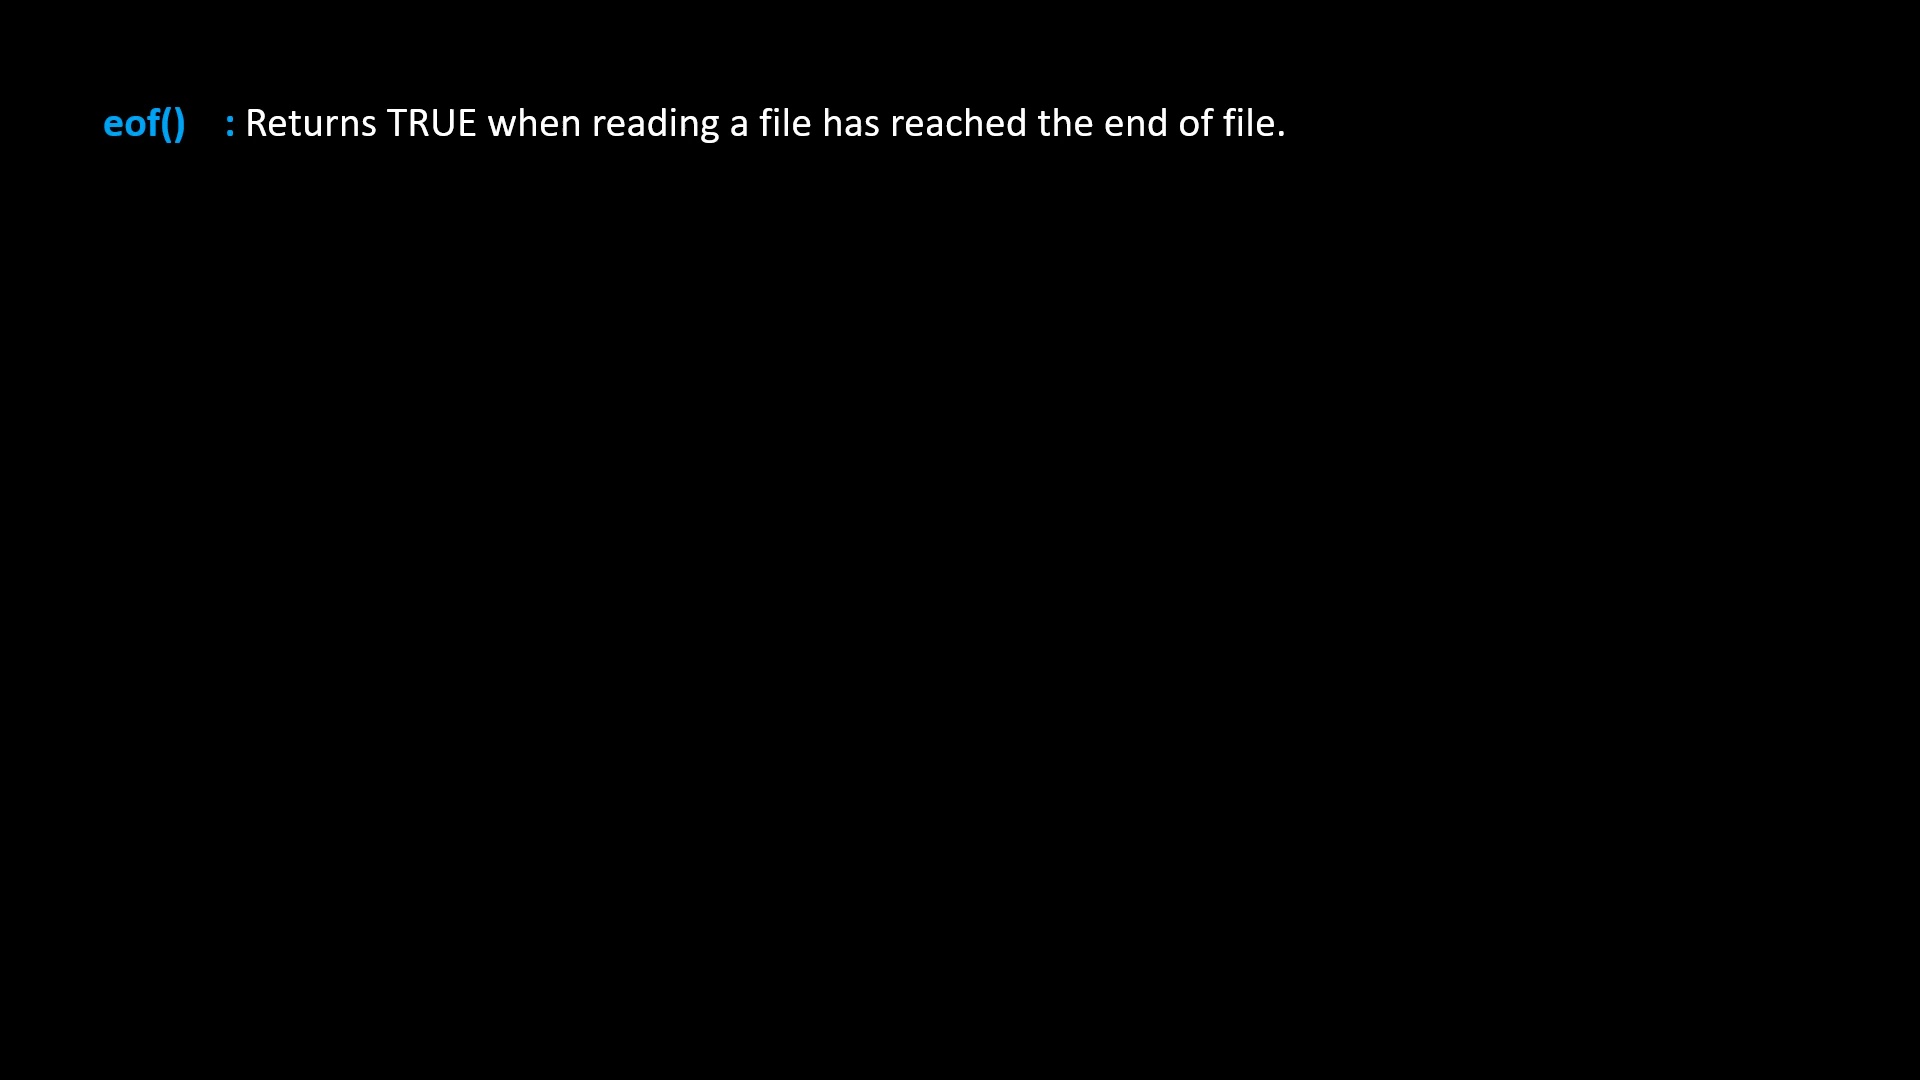 eof() : Returns TRUE when reading a file has reached the end of file.